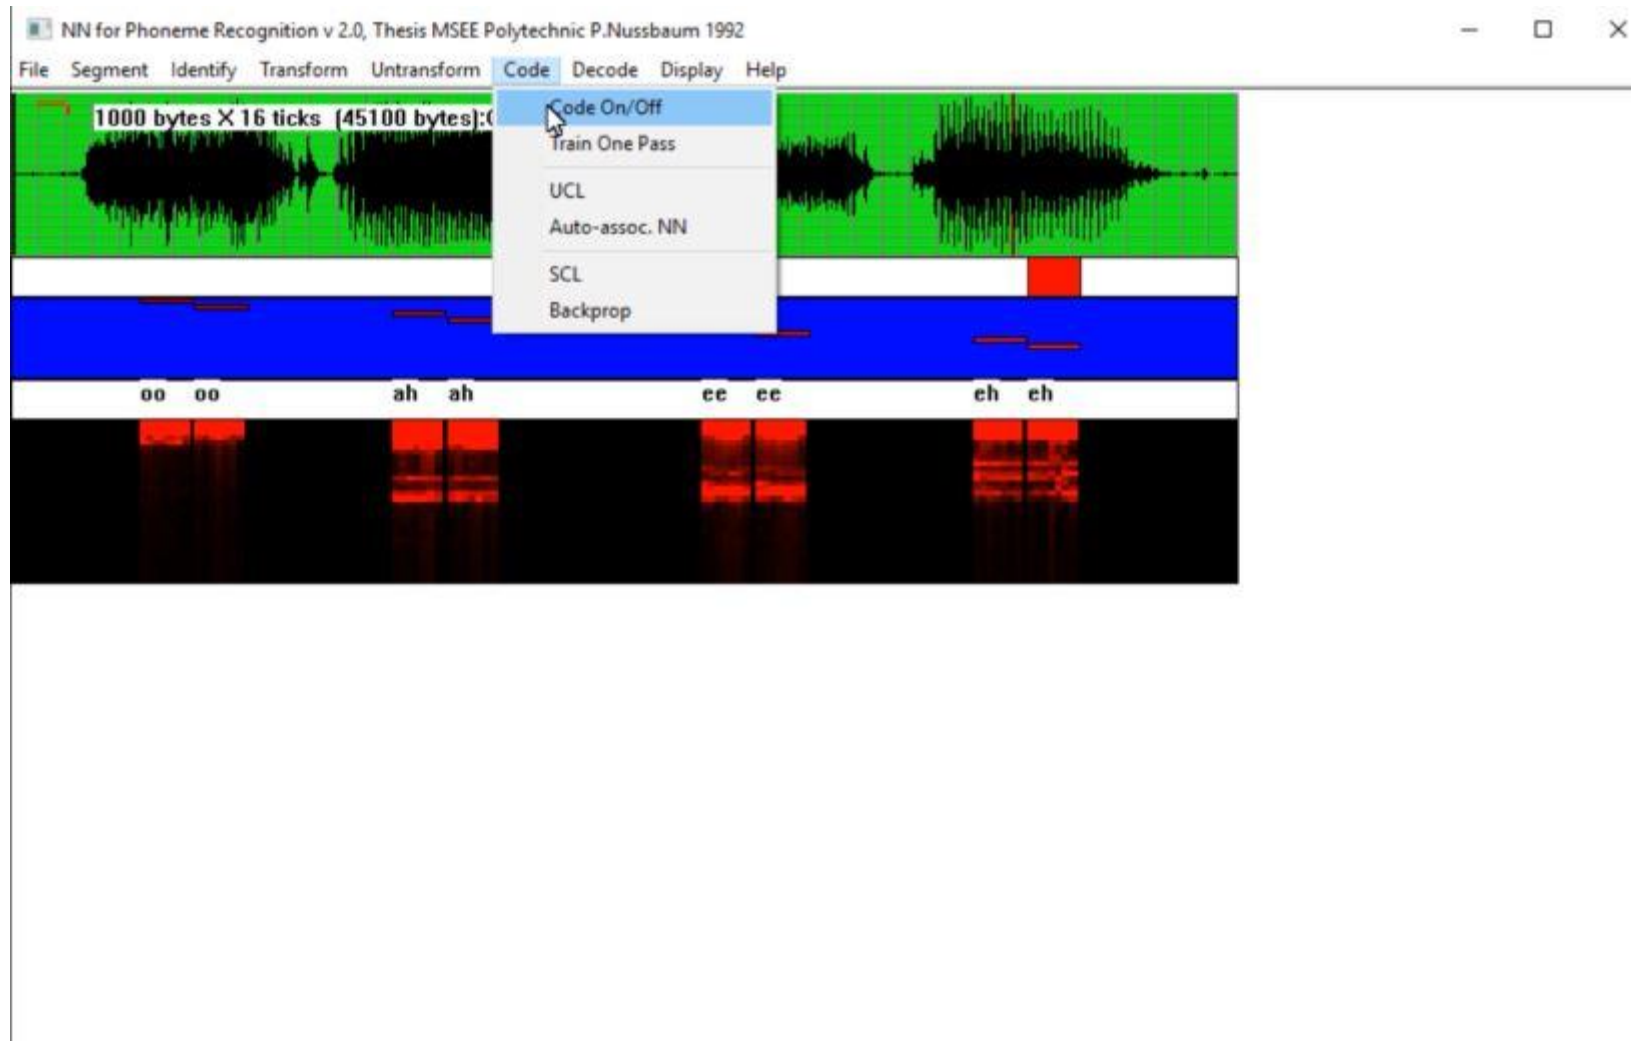 NN for Phoneme Recognition v 2.0, Thesis MSEE Polytechnic P.Nussbaum 1992
File Segment Identify Transform Untransform Code Decode Display Help
1000 bytes X 16 ticks (45100 bytes):
Code On/Off
Train One Pass
UCL
Auto-assoc. NN
SCL
Backprop
oo oo ah ah ee ee eh eh